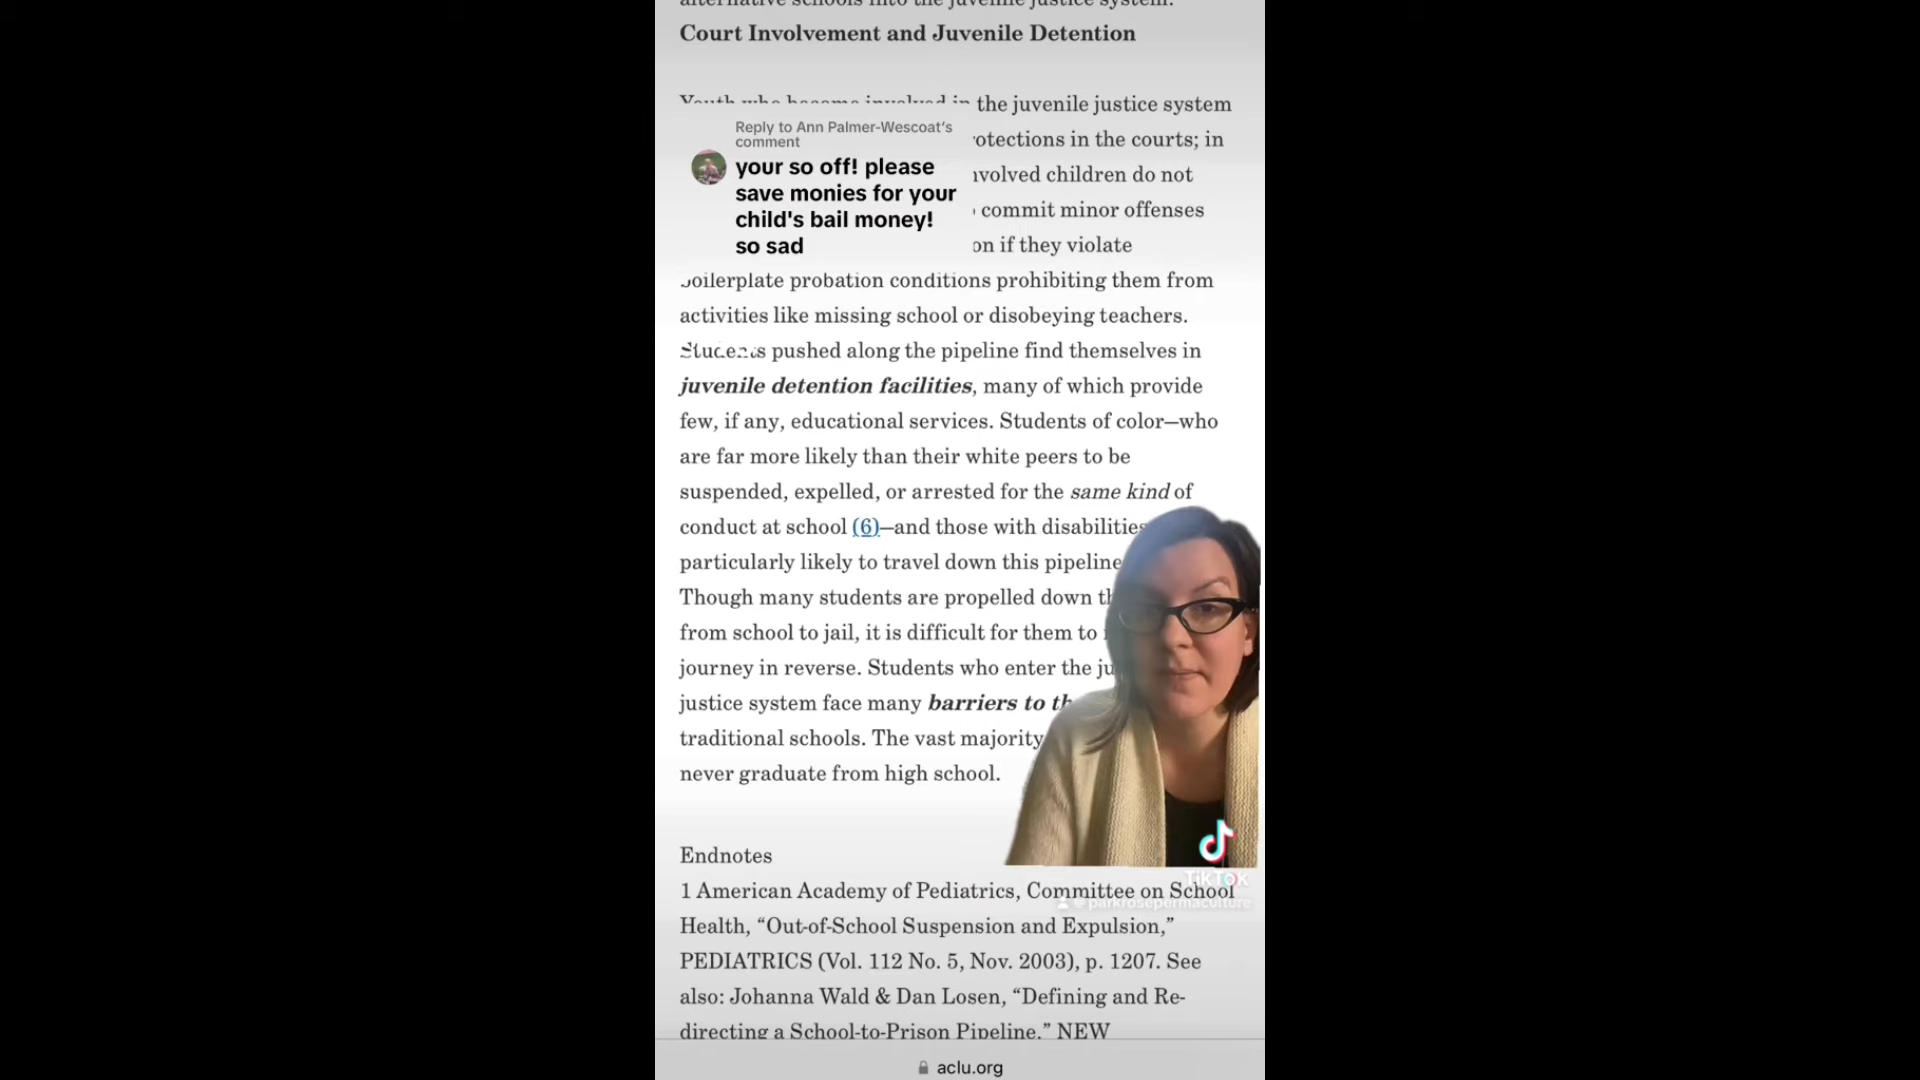 Court Involvement and Juvenile Detention
the juvenile justice system
Reply to Ann Palmer-Wescoat's
comment
in the courts; in
your so off! please
save monies for your
child's bail money!
so sad
children do not
commit minor offenses
if they violate
probation conditions prohibiting them from
activities like missing school or disobeying teachers.
Students pushed along the pipeline find themselves in
juvenile detention facilities, many of which provide
few, if any, educational services. Students of color—who
are far more likely than their white peers to be
suspended, expelled, or arrested for the same kind of
conduct at school (6)—and those with disabilities
particularly likely to travel down this pipeline
Though many students are propelled down
from school to jail, it is difficult for them to
journey in reverse. Students who enter the
justice system face many barriers to
traditional schools. The vast majority
never graduate from high school.
Endnotes
1 American Academy of Pediatrics, Committee on School
Health, “Out-of-School Suspension and Expulsion,”
PEDIATRICS (Vol. 112 No. 5, Nov. 2003), p. 1207. See
also: Johanna Wald & Dan Losen, “Defining and Re-
directing a School-to-Prison Pipeline,” NEW
TikTok
@parkrosepermaculture
aclu.org